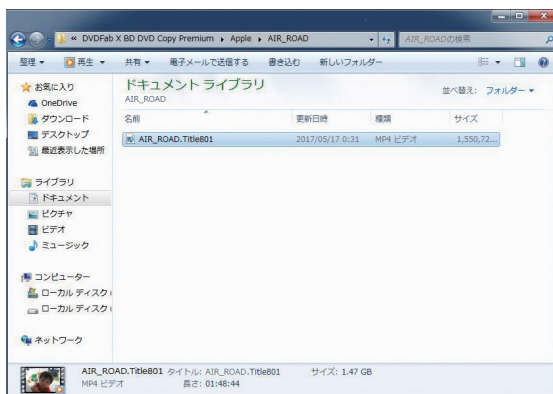 « DVDFab X BD DVD Copy Premium ▸ Apple ▸ AIR_ROAD
AIR_ROADの検索
整理 再生 共有 電子メールで送信する 書き込む 新しいフォルダー
お気に入り
OneDrive
ダウンロード
デスクトップ
最近表示した場所
ライブラリ
ドキュメント
ピクチャ
ビデオ
ミュージック
コンピューター
ローカル ディスク
ローカル ディスク
ネットワーク
ドキュメント ライブラリ
AIR_ROAD
並べ替え: フォルダー
名前 更新日時 種類 サイズ
AIR_ROAD.Title801 2017/05/17 0:31 MP4 ビデオ 1,550,72...
AIR_ROAD.Title801 タイトル: AIR_ROAD.Title801 サイズ: 1.47 GB
MP4 ビデオ 長さ: 01:48:44